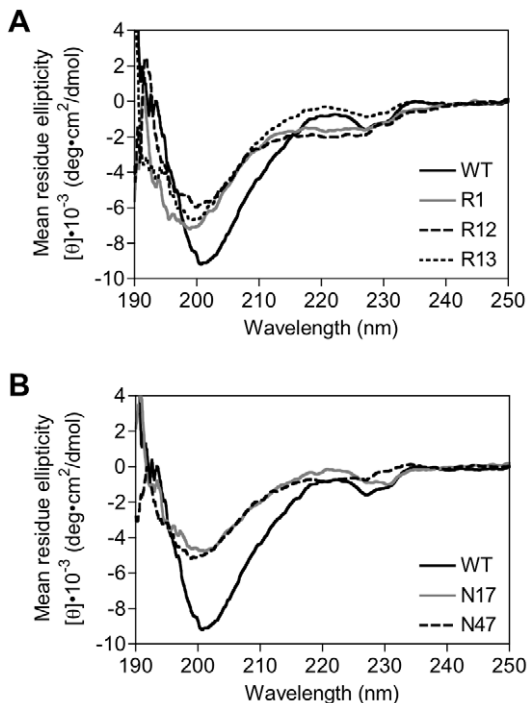 A
4
2
0
-2
-4
-6
-8
-10
Mean residue ellipticity
[θ]•10⁻³ (deg•cm²/dmol)
WT
R1
R12
R13
190 200 210 220 230 240 250
Wavelength (nm)
B
4
2
0
-2
-4
-6
-8
-10
Mean residue ellipticity
[θ]•10⁻³ (deg•cm²/dmol)
WT
N17
N47
190 200 210 220 230 240 250
Wavelength (nm)